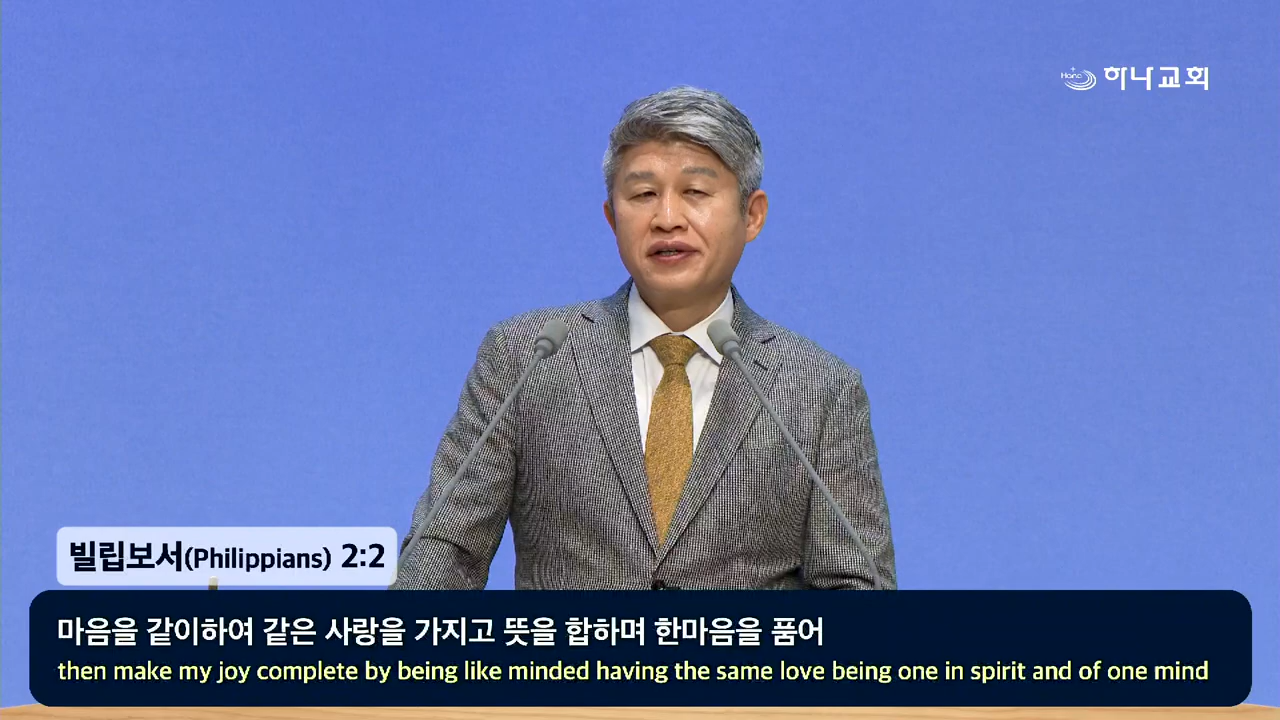 Hana 하나교회
빌립보서(Philippians) 2:2
마음을 같이하여 같은 사랑을 가지고 뜻을 합하며 한마음을 품어
then make my joy complete by being like minded having the same love being one in spirit and of one mind